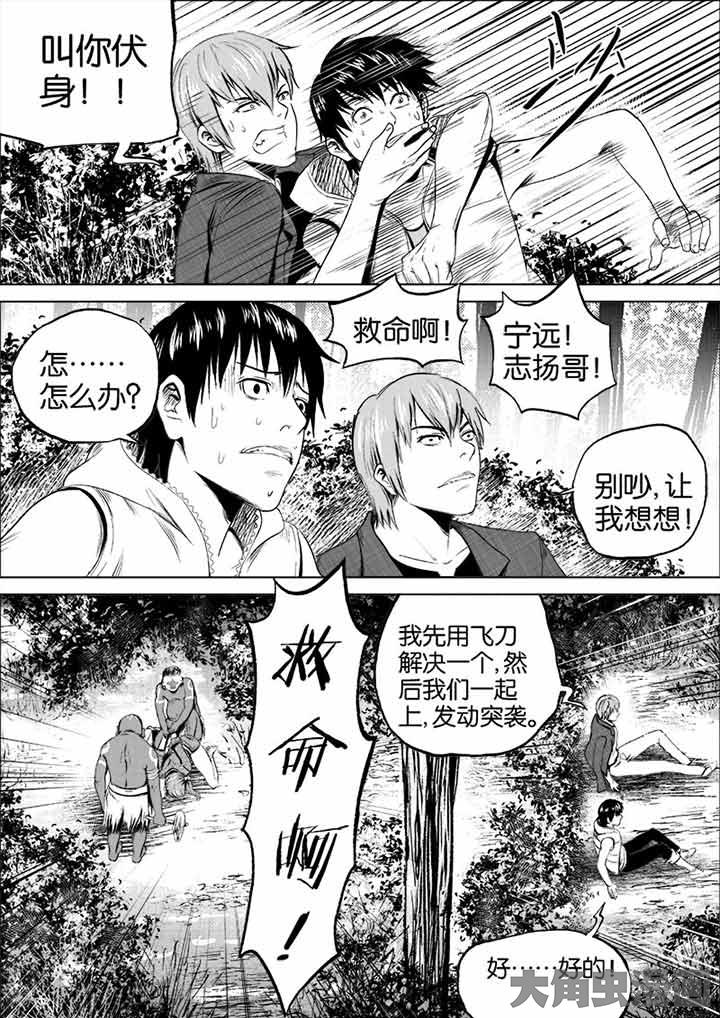 叫你伏
身！！
怎……
怎么办？
救命啊！
宁远！
志扬哥！
别吵，让
我想想！
救命啊！
我先用飞刀
解决一个，然
后我们一起
上，发动突袭。
好……好的！
大角虫漫画